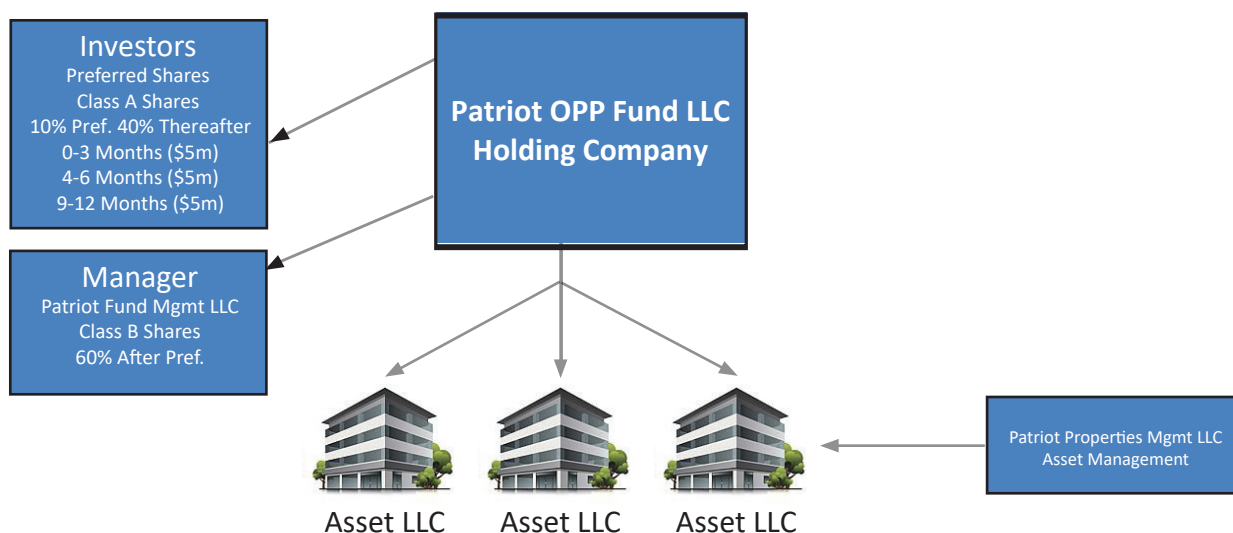 Investors
Preferred Shares
Class A Shares
10% Pref. 40% Thereafter
0-3 Months ($5m)
4-6 Months ($5m)
9-12 Months ($5m)
Manager
Patriot Fund Mgmt LLC
Class B Shares
60% After Pref.
Patriot OPP Fund LLC
Holding Company
Asset LLC
Asset LLC
Asset LLC
Patriot Properties Mgmt LLC
Asset Management